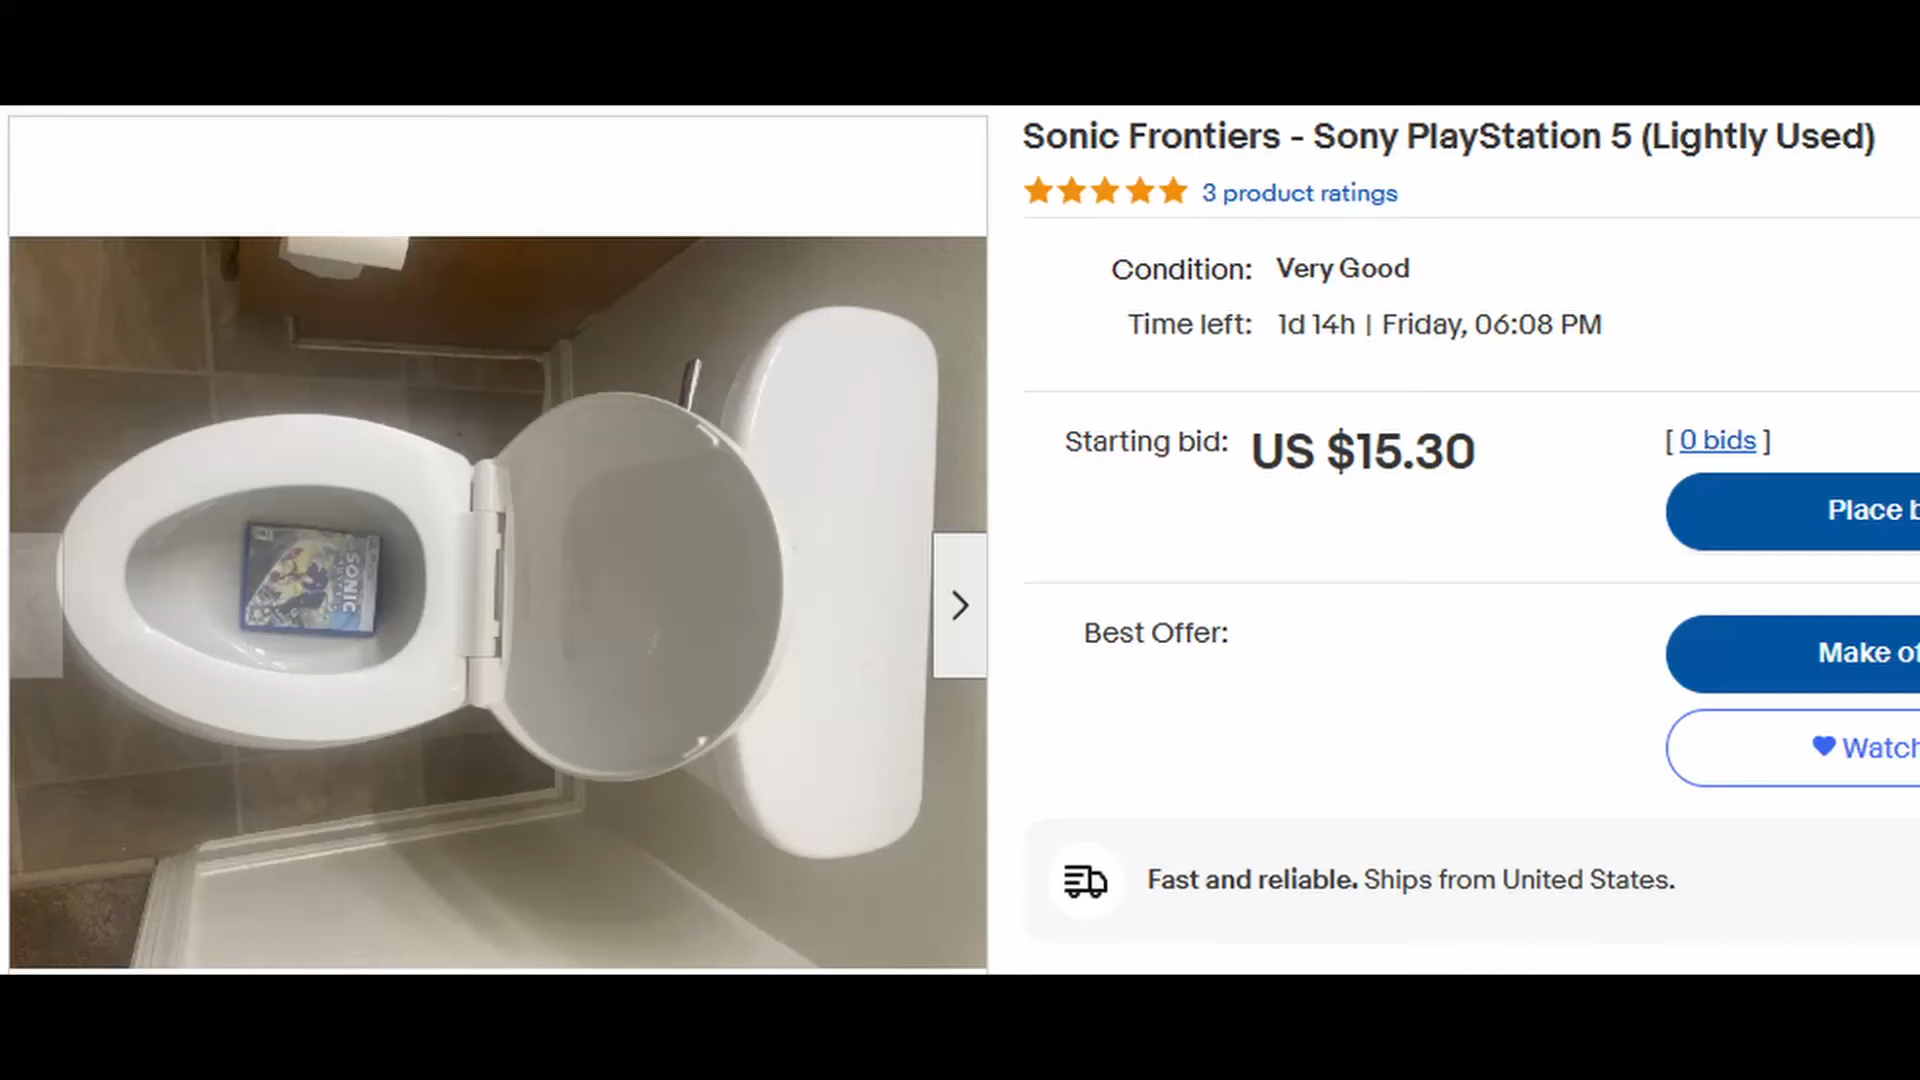 Sonic Frontiers - Sony PlayStation 5 (Lightly Used)
3 product ratings
Condition: Very Good
Time left: 1d 14h | Friday, 06:08 PM
Starting bid: US $15.30
[ 0 bids ]
Place b
Best Offer:
Make of
Watch
Fast and reliable. Ships from United States.
SONIC